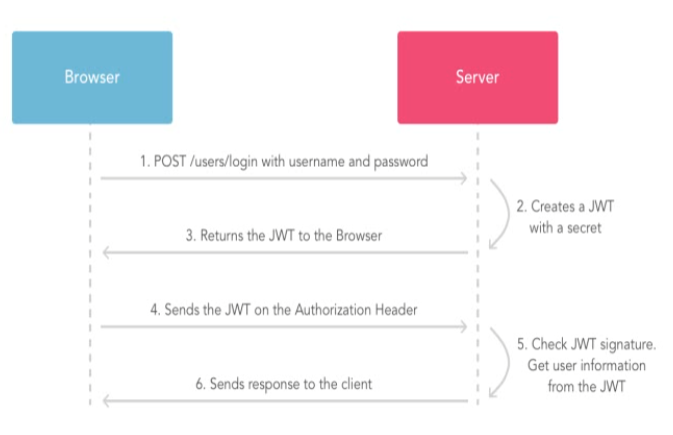 Browser
Server
1. POST /users/login with username and password
2. Creates a JWT
with a secret
3. Returns the JWT to the Browser
4. Sends the JWT on the Authorization Header
5. Check JWT signature.
Get user information
from the JWT
6. Sends response to the client